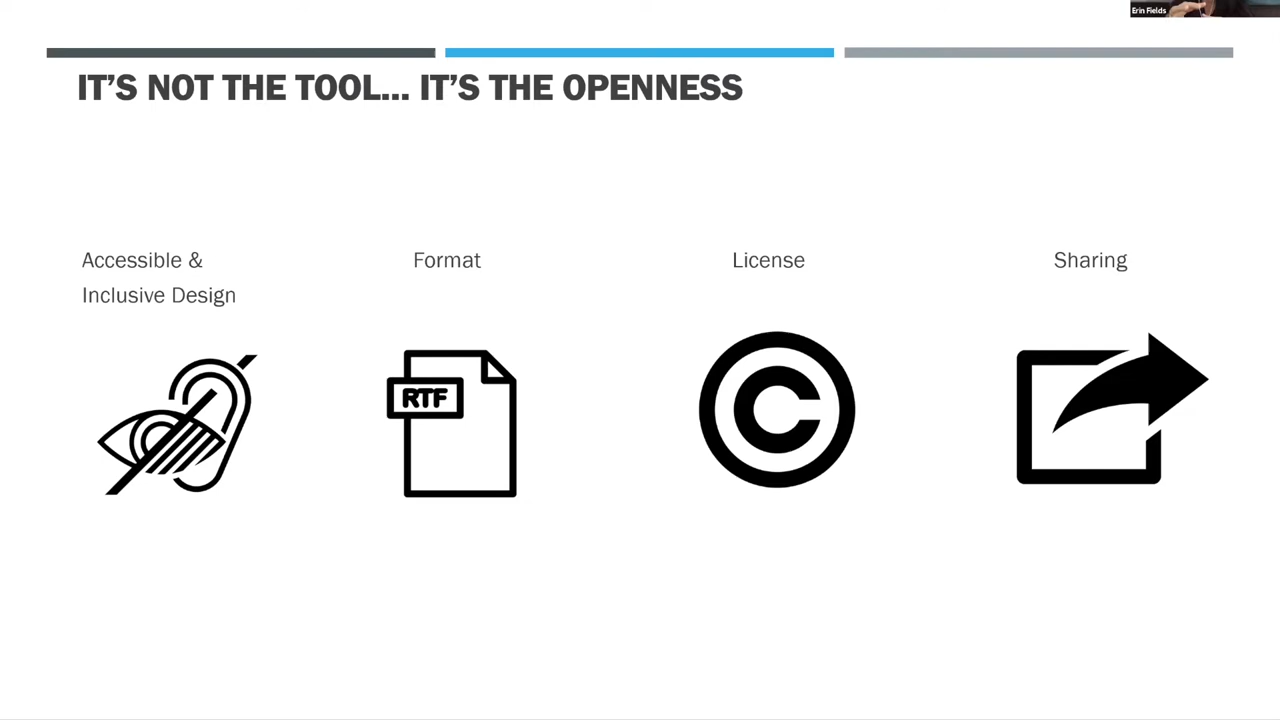 Erin Fields
IT'S NOT THE TOOL... IT'S THE OPENNESS
Accessible &
Inclusive Design
Format
License
Sharing
RTF
C